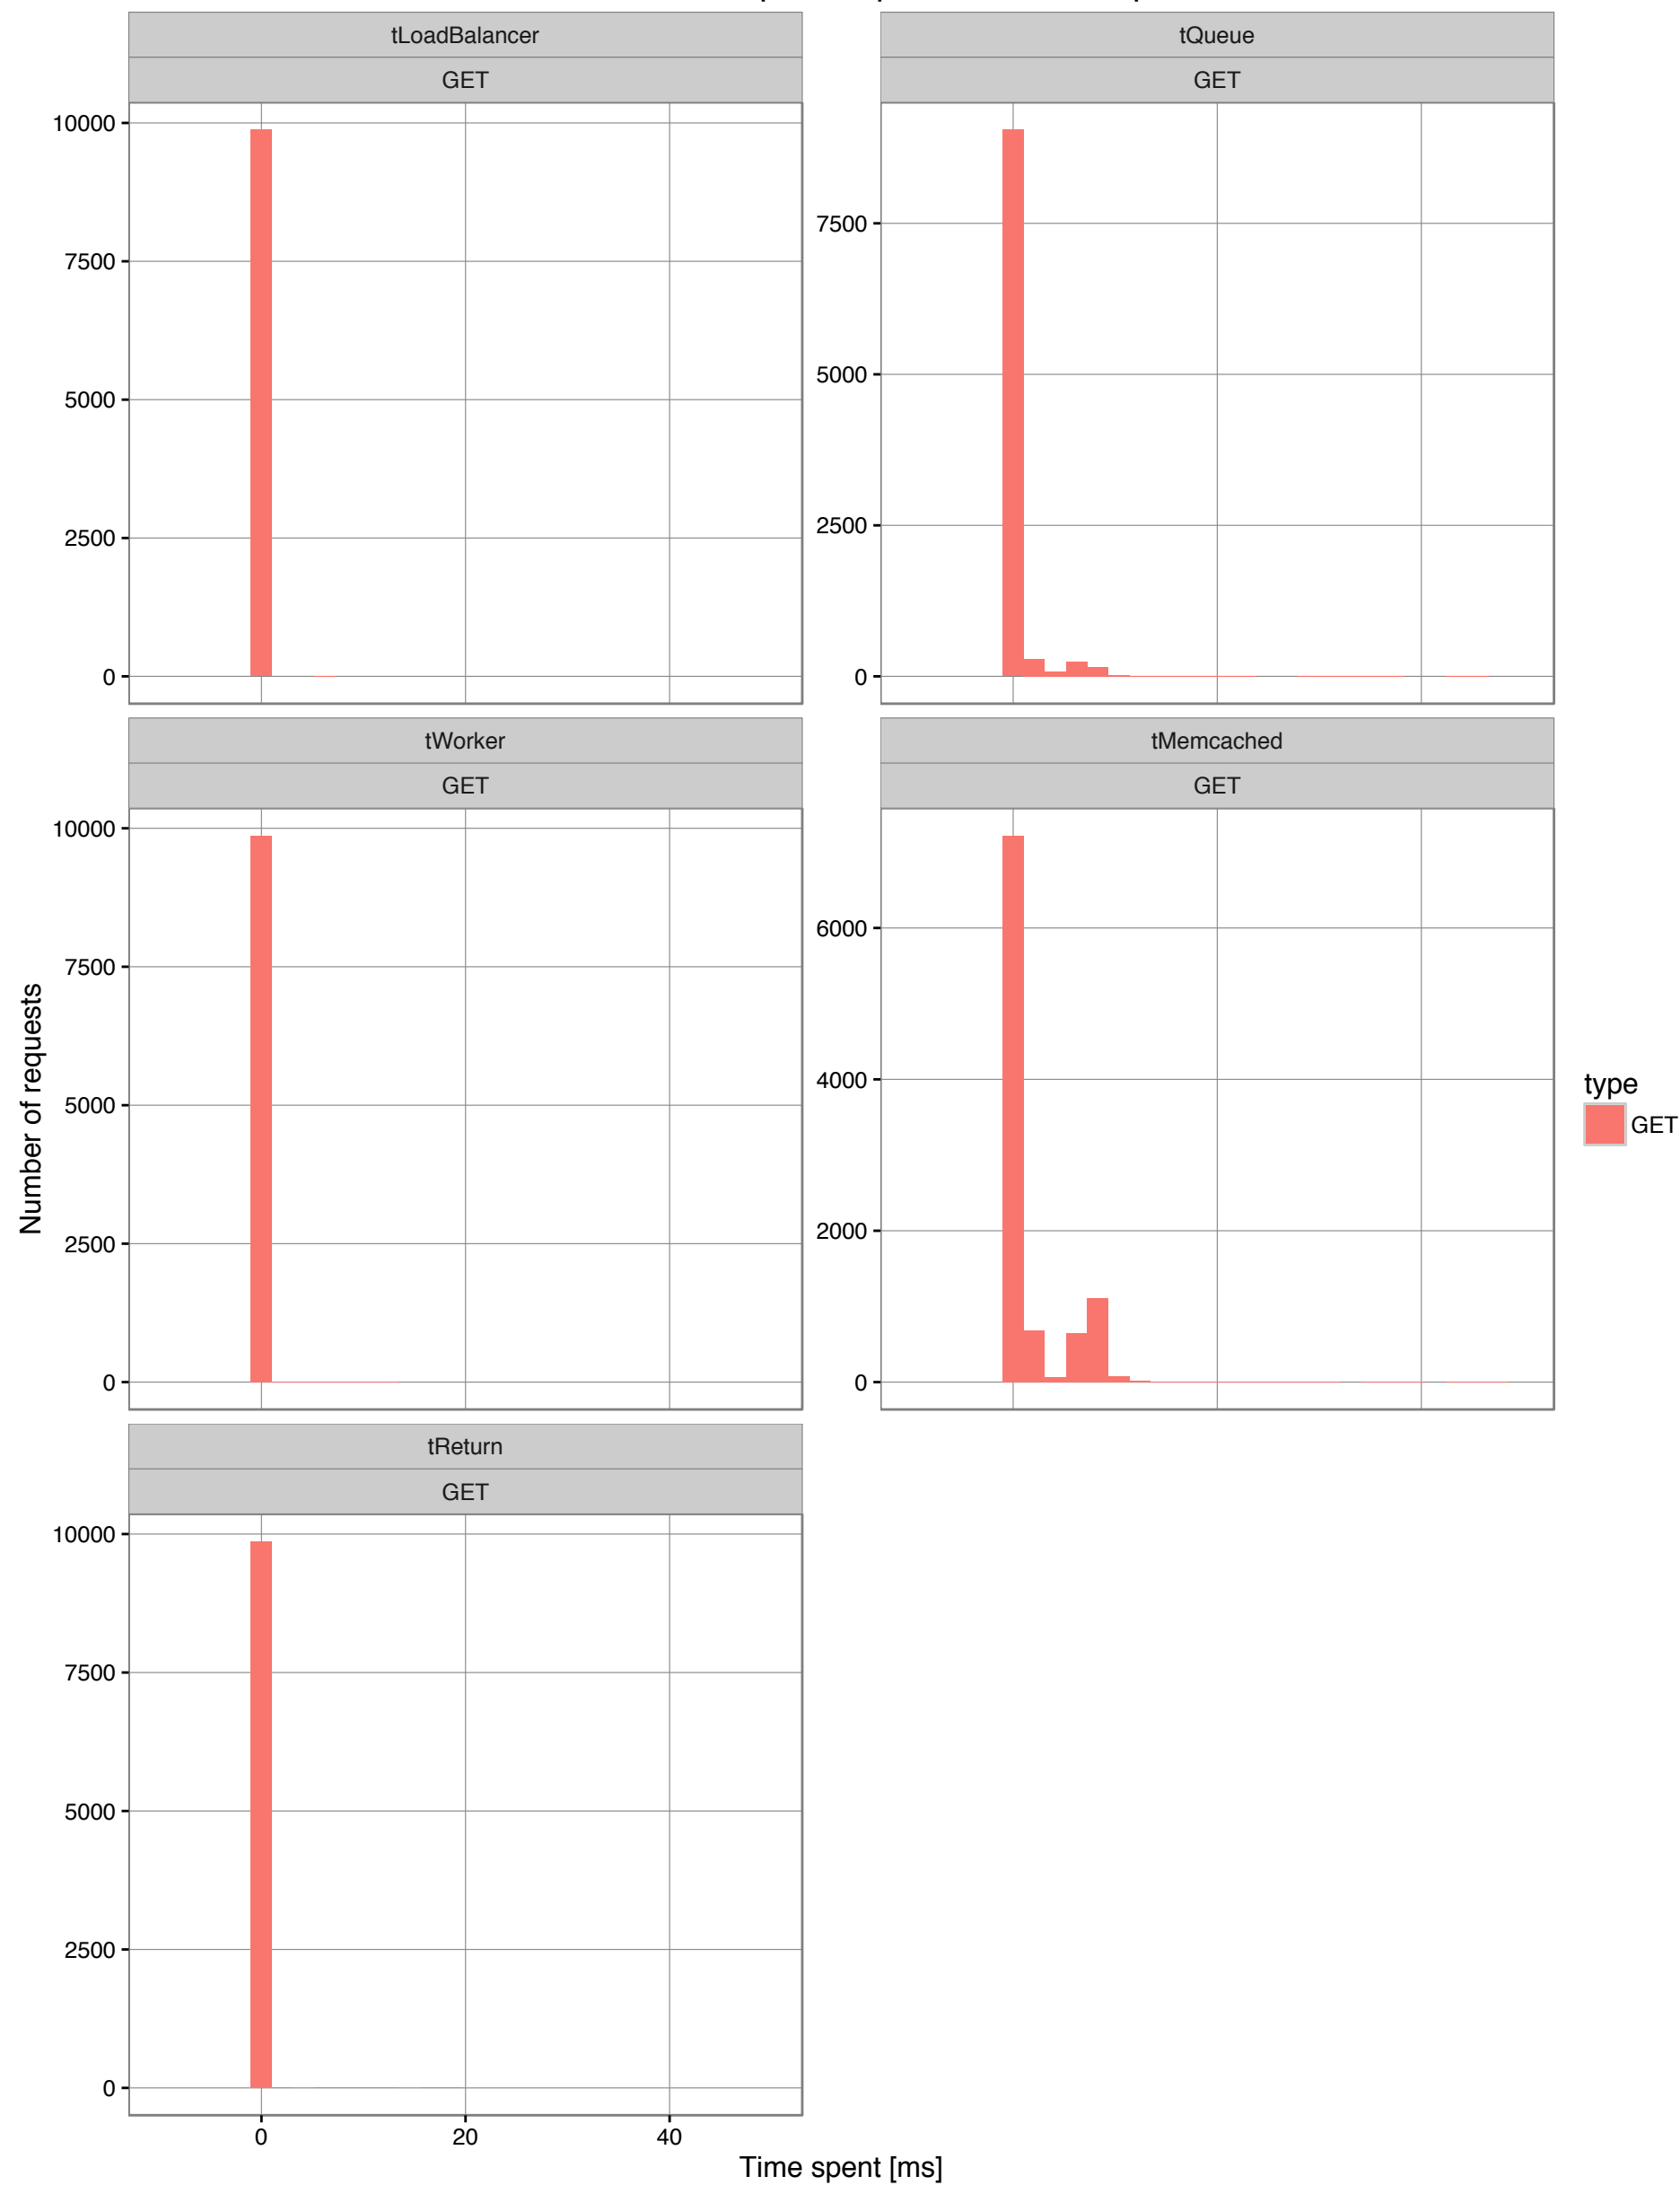 tLoadBalancer
GET
10000
7500
5000
2500
0
tQueue
GET
7500
5000
2500
0
tWorker
GET
10000
7500
5000
2500
0
tMemcached
GET
6000
4000
2000
0
tReturn
GET
10000
7500
5000
2500
0
0 20 40
Time spent [ms]
Number of requests
type
GET